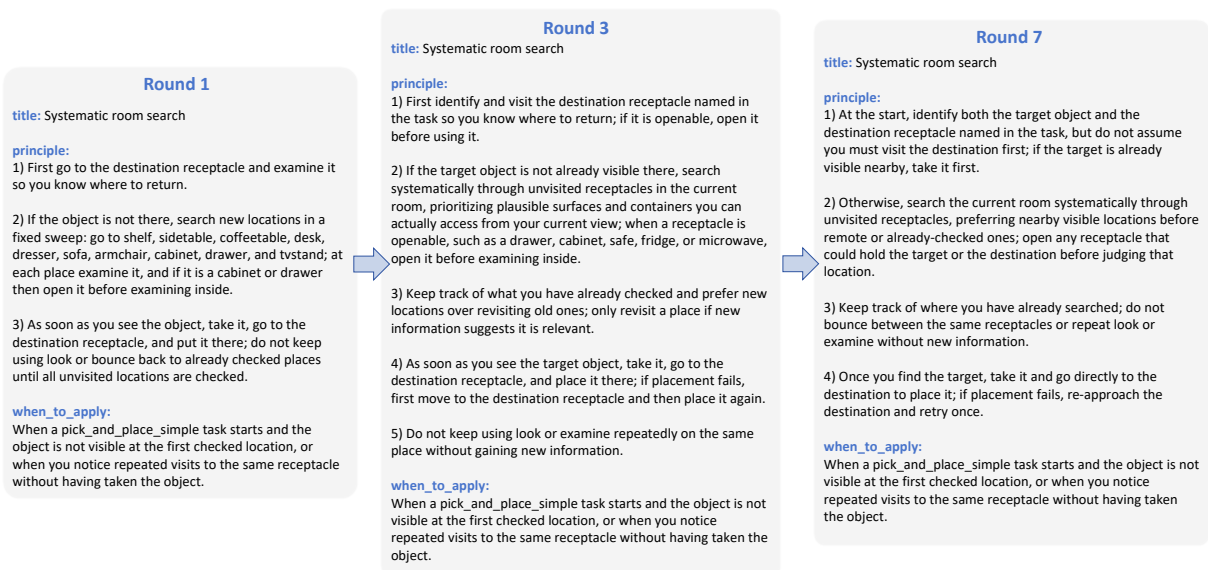 Round 1
title: Systematic room search
principle:
1) First go to the destination receptacle and examine it
so you know where to return.
2) If the object is not there, search new locations in a
fixed sweep: go to shelf, sidetable, coffeetable, desk,
dresser, sofa, armchair, cabinet, drawer, and tvstand; at
each place examine it, and if it is a cabinet or drawer
then open it before examining inside.
3) As soon as you see the object, take it, go to the
destination receptacle, and put it there; do not keep
using look or bounce back to already checked places
until all unvisited locations are checked.
when_to_apply:
When a pick_and_place_simple task starts and the
object is not visible at the first checked location, or
when you notice repeated visits to the same receptacle
without having taken the object.
Round 3
title: Systematic room search
principle:
1) First identify and visit the destination receptacle named in
the task so you know where to return; if it is openable, open it
before using it.
2) If the target object is not already visible there, search
systematically through unvisited receptacles in the current
room, prioritizing plausible surfaces and containers you can
actually access from your current view; when a receptacle is
openable, such as a drawer, cabinet, safe, fridge, or microwave,
open it before examining inside.
3) Keep track of what you have already checked and prefer new
locations over revisiting old ones; only revisit a place if new
information suggests it is relevant.
4) As soon as you see the target object, take it, go to the
destination receptacle, and place it there; if placement fails,
first move to the destination receptacle and then place it again.
5) Do not keep using look or examine repeatedly on the same
place without gaining new information.
when_to_apply:
When a pick_and_place_simple task starts and the object is not
visible at the first checked location, or when you notice
repeated visits to the same receptacle without having taken the
object.
Round 7
title: Systematic room search
principle:
1) At the start, identify both the target object and the
destination receptacle named in the task, but do not assume
you must visit the destination first; if the target is already
visible nearby, take it first.
2) Otherwise, search the current room systematically through
unvisited receptacles, preferring nearby visible locations before
remote or already-checked ones; open any receptacle that
could hold the target or the destination before judging that
location.
3) Keep track of where you have already searched; do not
bounce between the same receptacles or repeat look or
examine without new information.
4) Once you find the target, take it and go directly to the
destination to place it; if placement fails, re-approach the
destination and retry once.
when_to_apply:
When a pick_and_place_simple task starts and the object is not
visible at the first checked location, or when you notice
repeated visits to the same receptacle without having taken
the object.